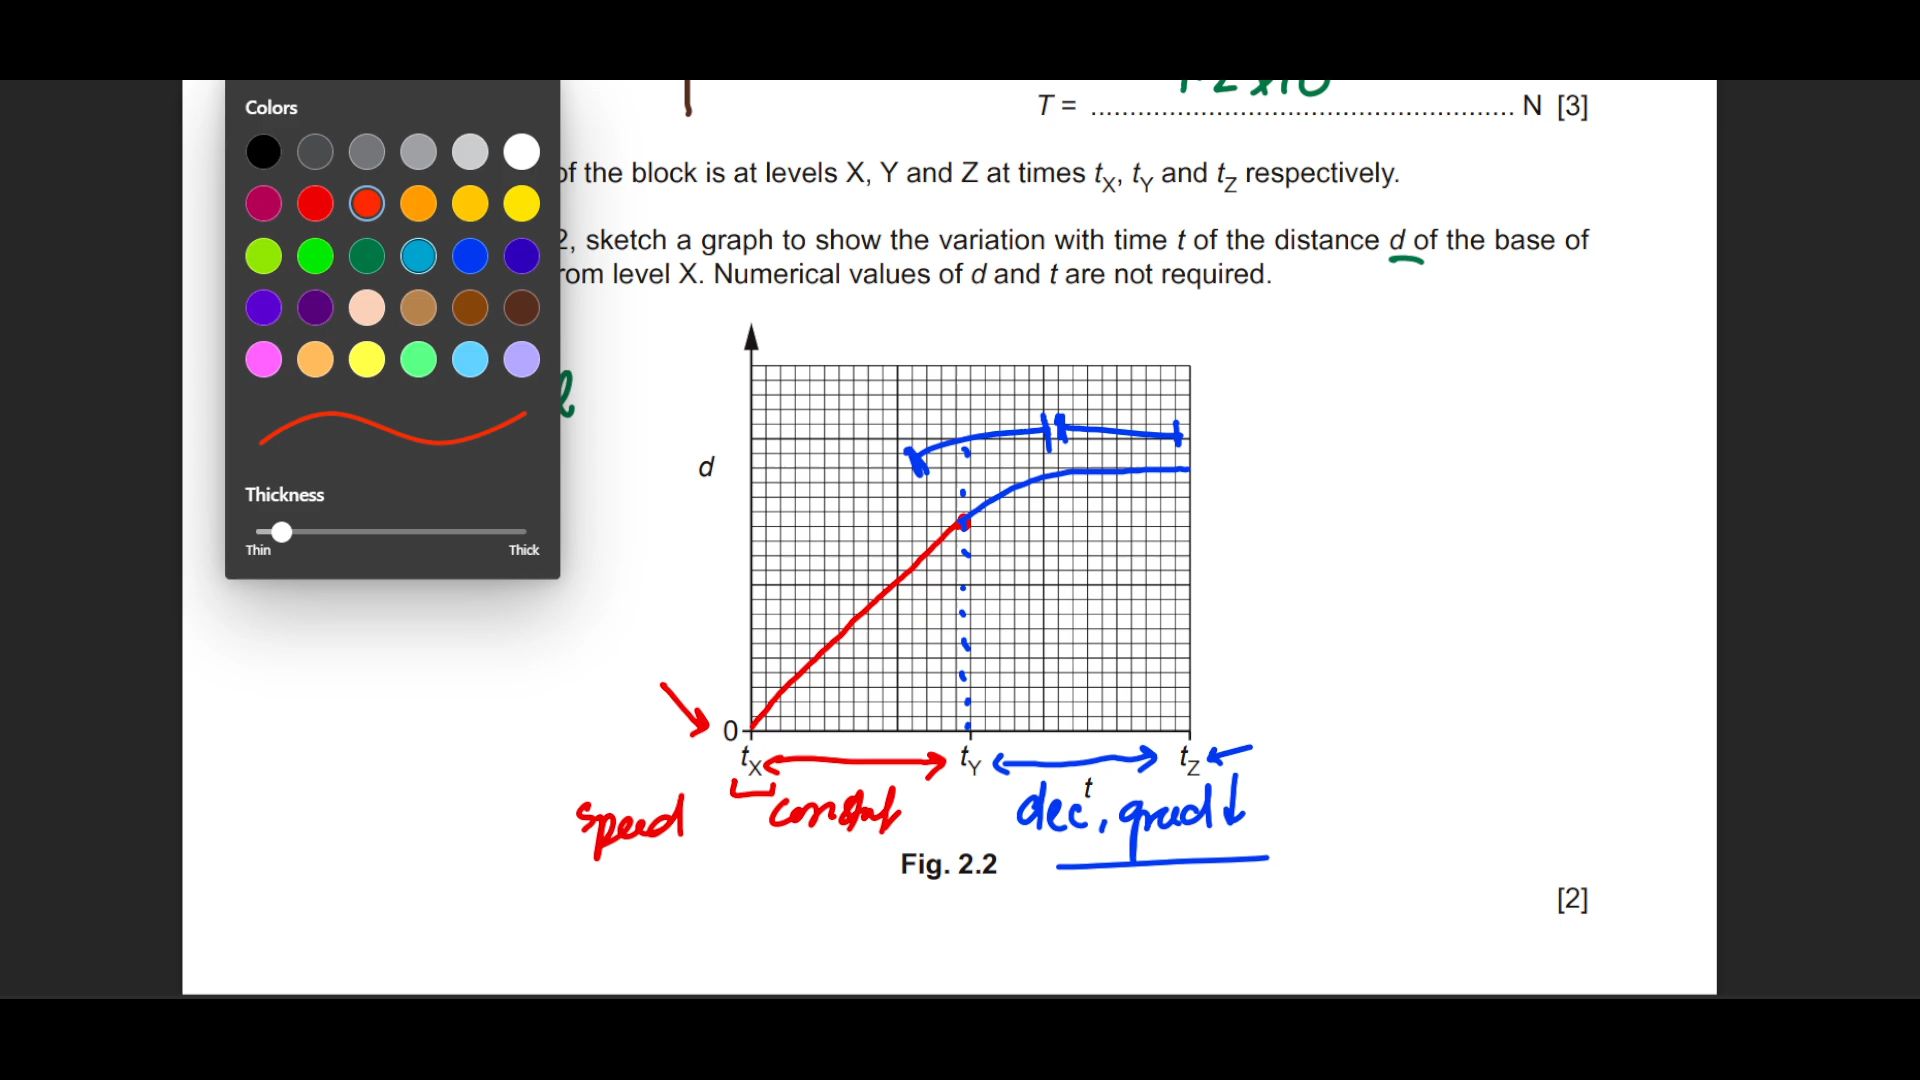 Colors
T = .................................................. N [3]
of the block is at levels X, Y and Z at times tX, tY and tZ respectively.
2, sketch a graph to show the variation with time t of the distance d of the base of
rom level X. Numerical values of d and t are not required.
d
Thickness
Thin
Thick
0
tX
tY
tZ
t
speed
constant
dec, grad↓
Fig. 2.2
[2]